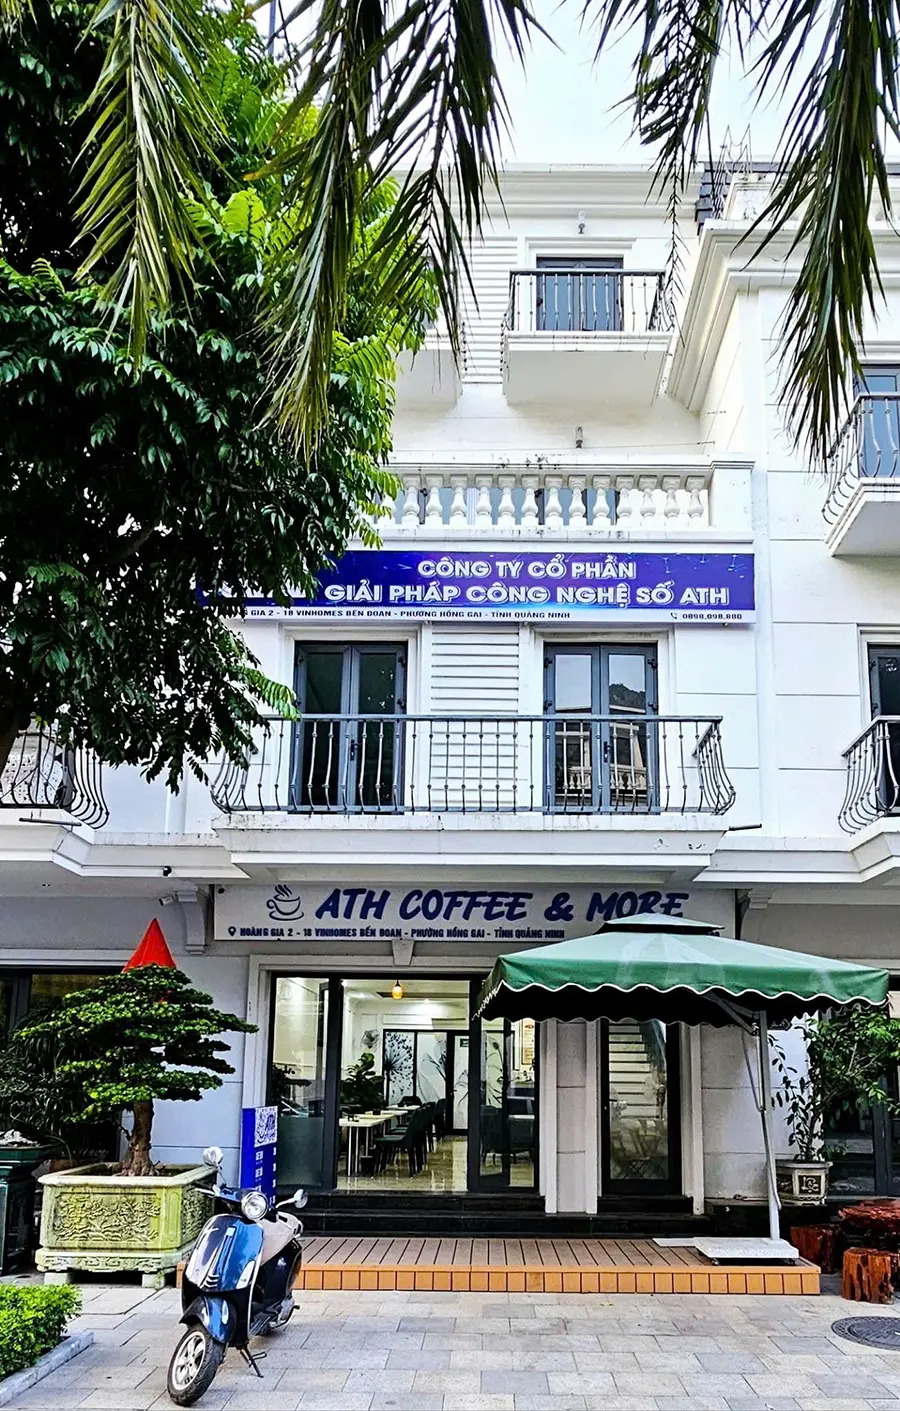 CÔNG TY CỔ PHẦN
GIẢI PHÁP CÔNG NGHỆ SỐ ATH
GIA 2 - 18 VINHOMES BẾN ĐOAN - PHƯỜNG HỒNG GAI - TỈNH QUẢNG NINH
0898.098.880
ATH COFFEE & MORE
HOÀNG GIA 2 - 18 VINHOMES BẾN ĐOAN - PHƯỜNG HỒNG GAI - TỈNH QUẢNG NINH
ATH